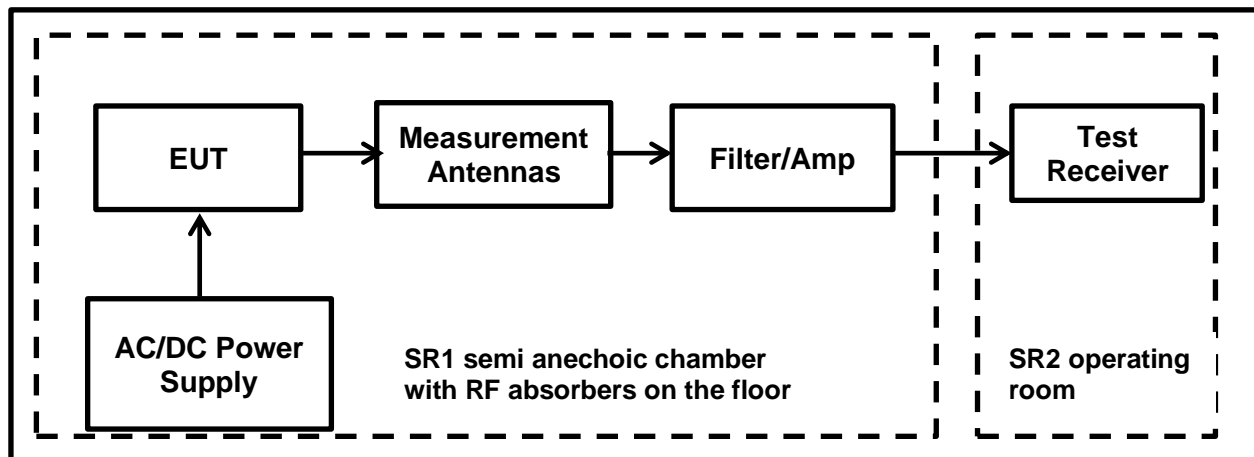 EUT
Measurement
Antennas
Filter/Amp
Test
Receiver
AC/DC Power
Supply
SR1 semi anechoic chamber
with RF absorbers on the floor
SR2 operating
room